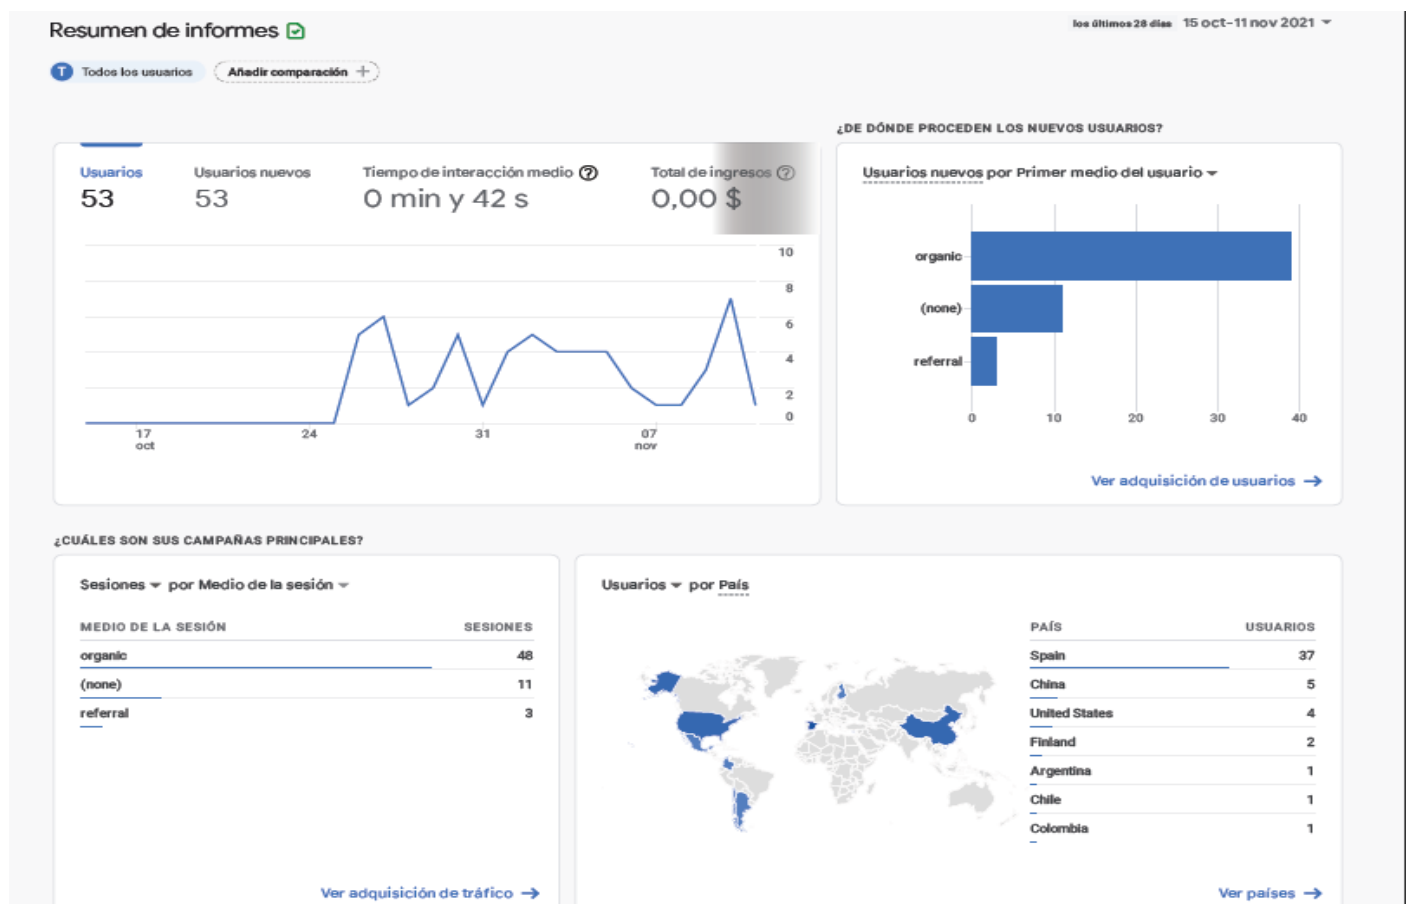 Resumen de informes
los últimos 28 días 15 oct-11 nov 2021
T Todos los usuarios Añadir comparación +
Usuarios Usuarios nuevos Tiempo de interacción medio ? Total de ingresos ?
53 53 0 min y 42 s 0,00 $
10
8
6
4
2
0
17 oct
24
31
07 nov
¿DE DÓNDE PROCEDEN LOS NUEVOS USUARIOS?
Usuarios nuevos por Primer medio del usuario
organic
(none)
referral
0 10 20 30 40
Ver adquisición de usuarios →
¿CUÁLES SON SUS CAMPAÑAS PRINCIPALES?
Sesiones por Medio de la sesión
MEDIO DE LA SESIÓN SESIONES
organic 48
(none) 11
referral 3
Ver adquisición de tráfico →
Usuarios por País
PAÍS USUARIOS
Spain 37
China 5
United States 4
Finland 2
Argentina 1
Chile 1
Colombia 1
Ver países →